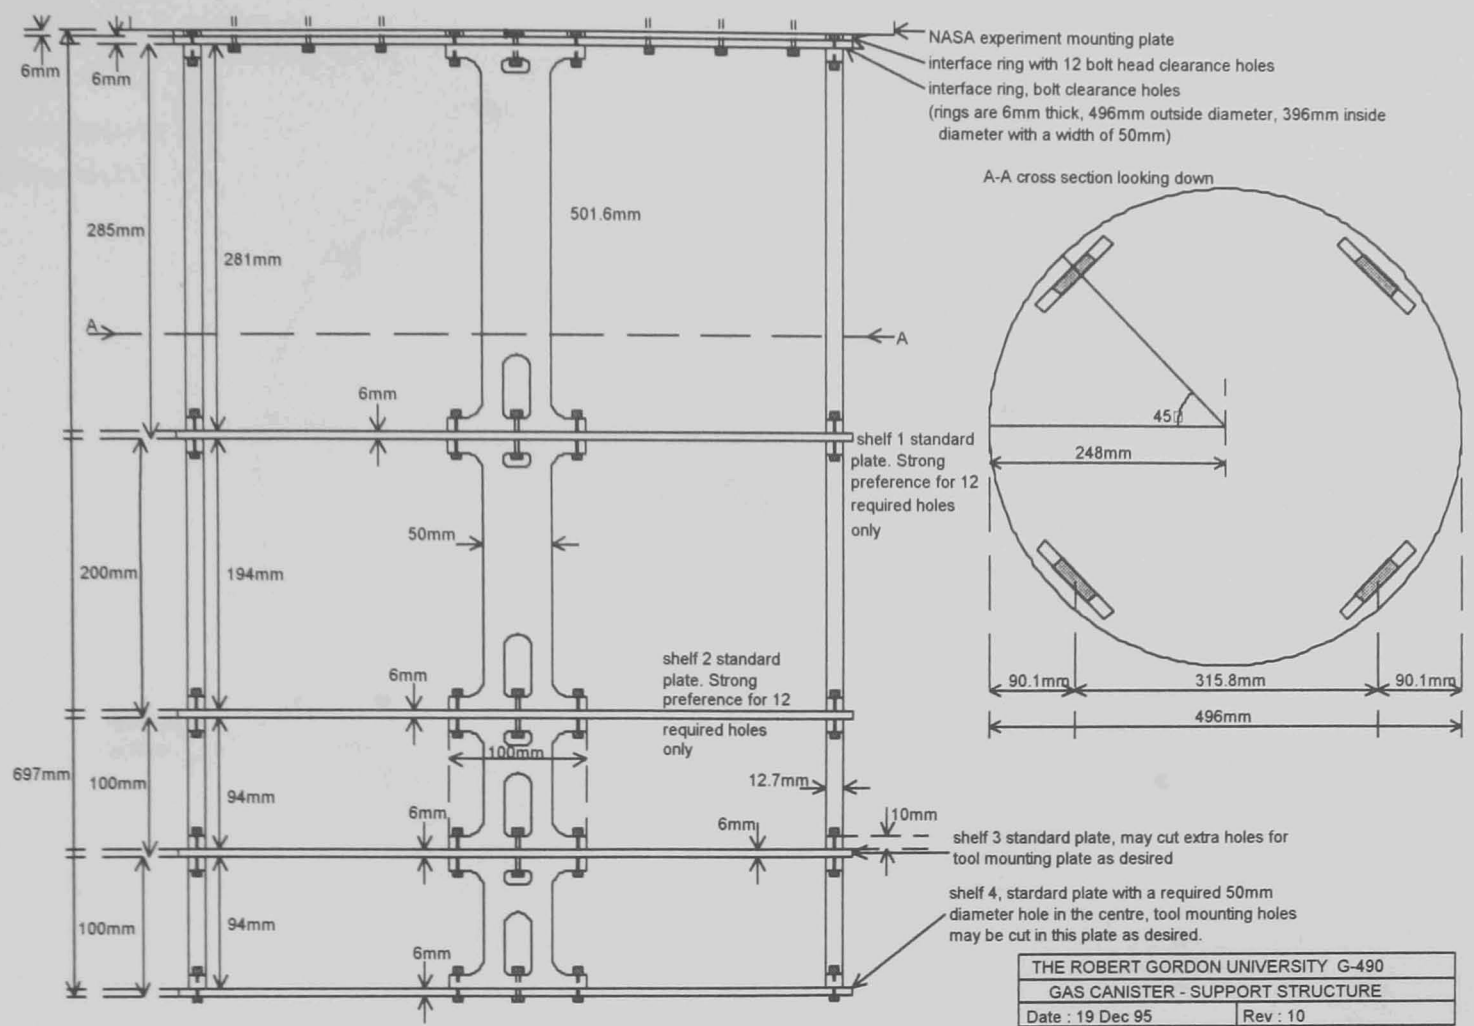 NASA experiment mounting plate
interface ring with 12 bolt head clearance holes
interface ring, bolt clearance holes
(rings are 6mm thick, 496mm outside diameter, 396mm inside
diameter with a width of 50mm)
6mm
6mm
A-A cross section looking down
285mm
281mm
501.6mm
A
A
6mm
45
248mm
shelf 1 standard
plate. Strong
preference for 12
required holes
only
50mm
200mm
194mm
6mm
shelf 2 standard
plate. Strong
preference for 12
required holes
only
90.1mm
315.8mm
90.1mm
496mm
697mm
100mm
94mm
100mm
12.7mm
10mm
6mm
6mm
shelf 3 standard plate, may cut extra holes for
tool mounting plate as desired
shelf 4, stardard plate with a required 50mm
diameter hole in the centre, tool mounting holes
may be cut in this plate as desired.
100mm
94mm
6mm
THE ROBERT GORDON UNIVERSITY G-490
GAS CANISTER - SUPPORT STRUCTURE
Date : 19 Dec 95
Rev : 10